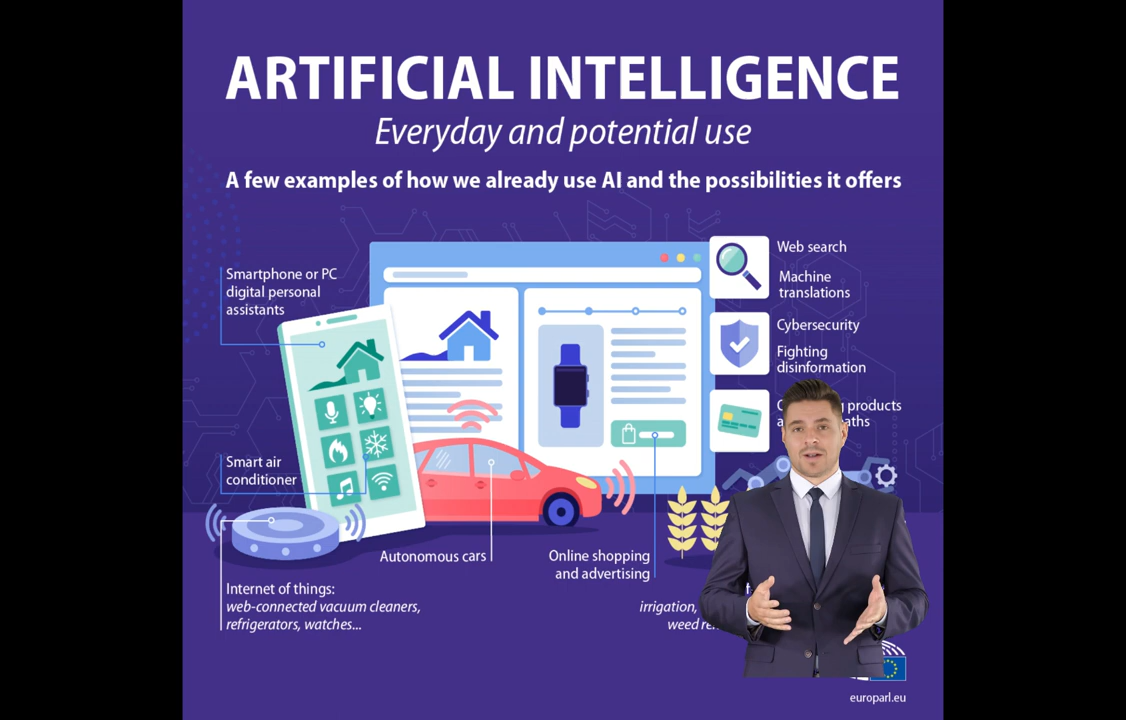 ARTIFICIAL INTELLIGENCE
Everyday and potential use
A few examples of how we already use AI and the possibilities it offers
Smartphone or PC
digital personal
assistants
Web search
Machine
translations
Cybersecurity
Fighting
disinformation
products
Smart air
conditioner
Autonomous cars
Online shopping
and advertising
Internet of things:
web-connected vacuum cleaners,
refrigerators, watches...
irrigation,
weed
europarl.eu